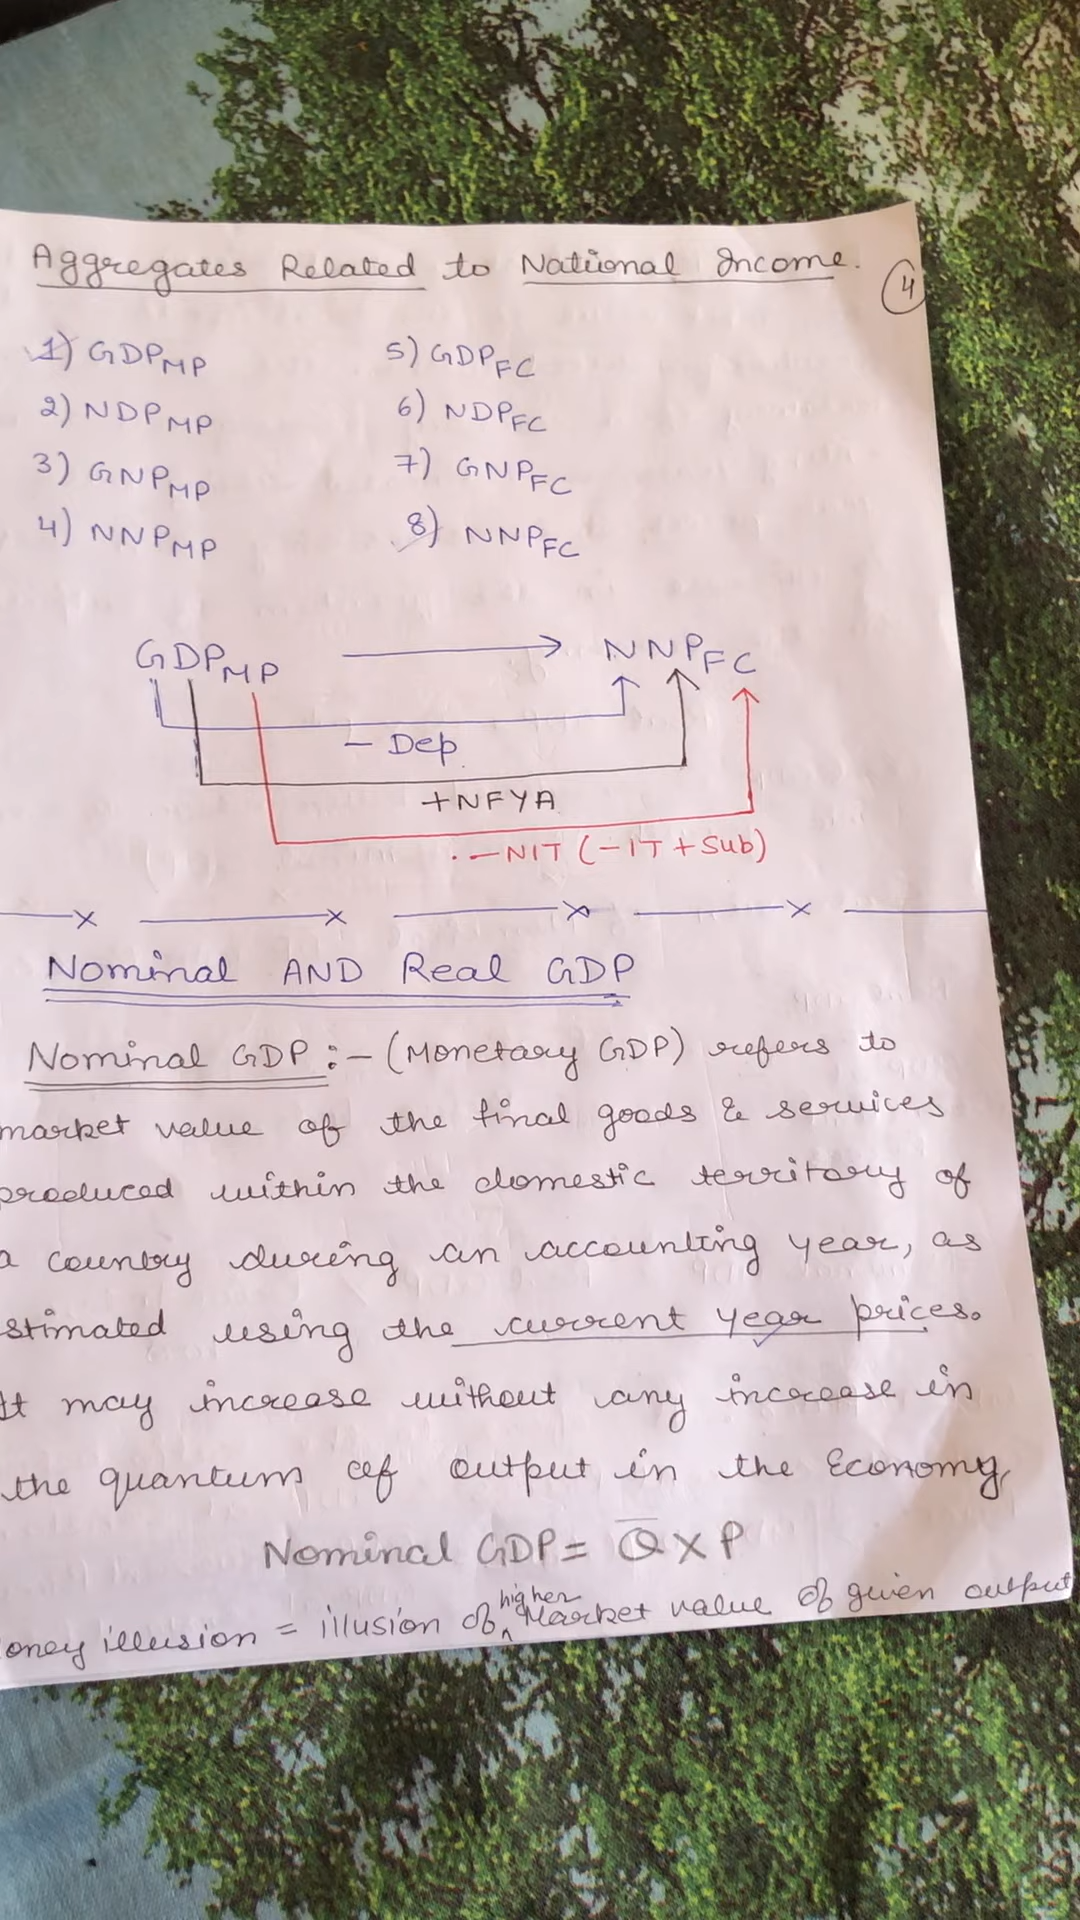 Aggregates Related to National Income.
4
1) GDPMP
2) NDPMP
3) GNPMP
4) NNPMP
5) GDPFC
6) NDPFC
7) GNPFC
8) NNPFC
GDPMP → NNPFC
- Dep.
+NFYA
- NIT (-IT + Sub)
Nominal AND Real GDP
Nominal GDP :- (Monetary GDP) refers to
market value of the final goods & services
produced within the domestic territory of
a country during an accounting year, as
stimated using the current year prices.
It may increase without any increase in
the quantum of output in the Economy,
Nominal GDP = Q̅ X P
oney illusion = illusion of higher Market value of given output